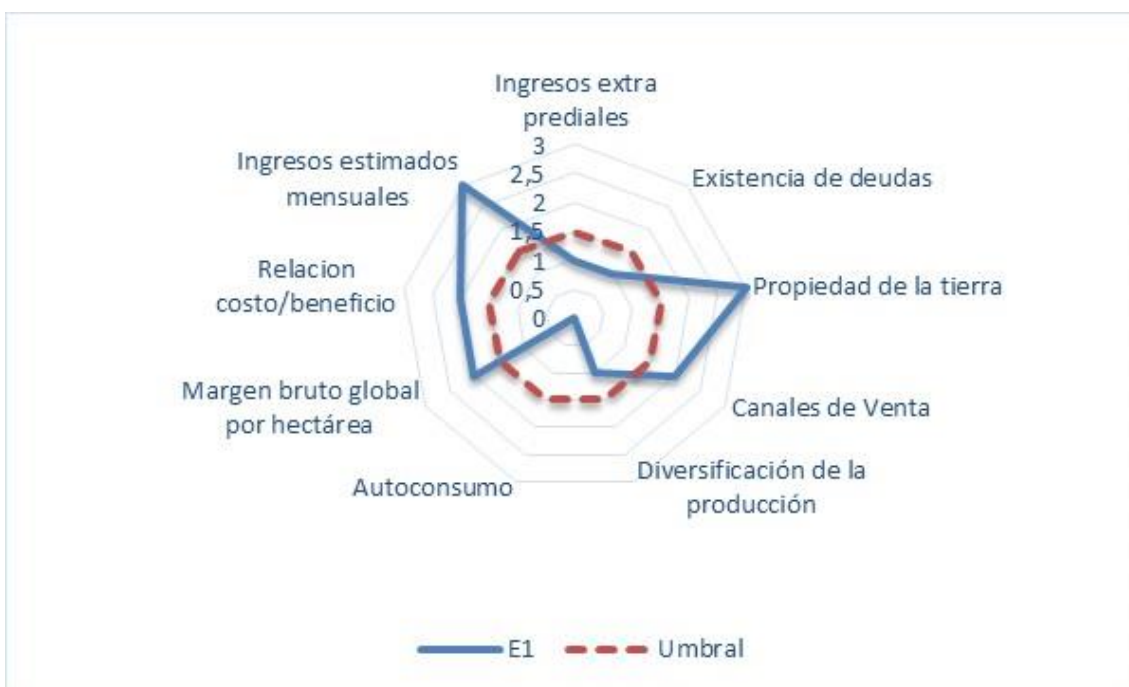 Ingresos extra
prediales
Existencia de deudas
Propiedad de la tierra
Canales de Venta
Diversificación de la
producción
Autoconsumo
Margen bruto global
por hectárea
Relacion
costo/beneficio
Ingresos estimados
mensuales
3
2,5
2
1,5
1
0,5
0
E1
Umbral